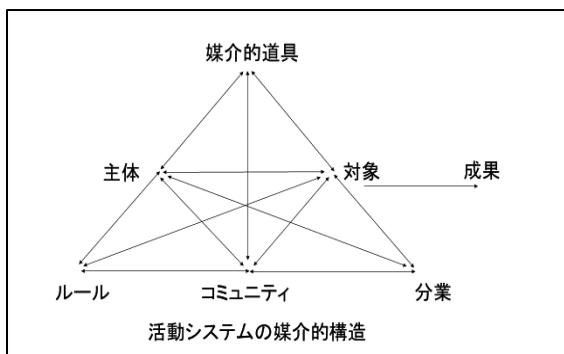 媒介的道具
主体
対象
成果
ルール
コミュニティ
分業
活動システムの媒介的構造